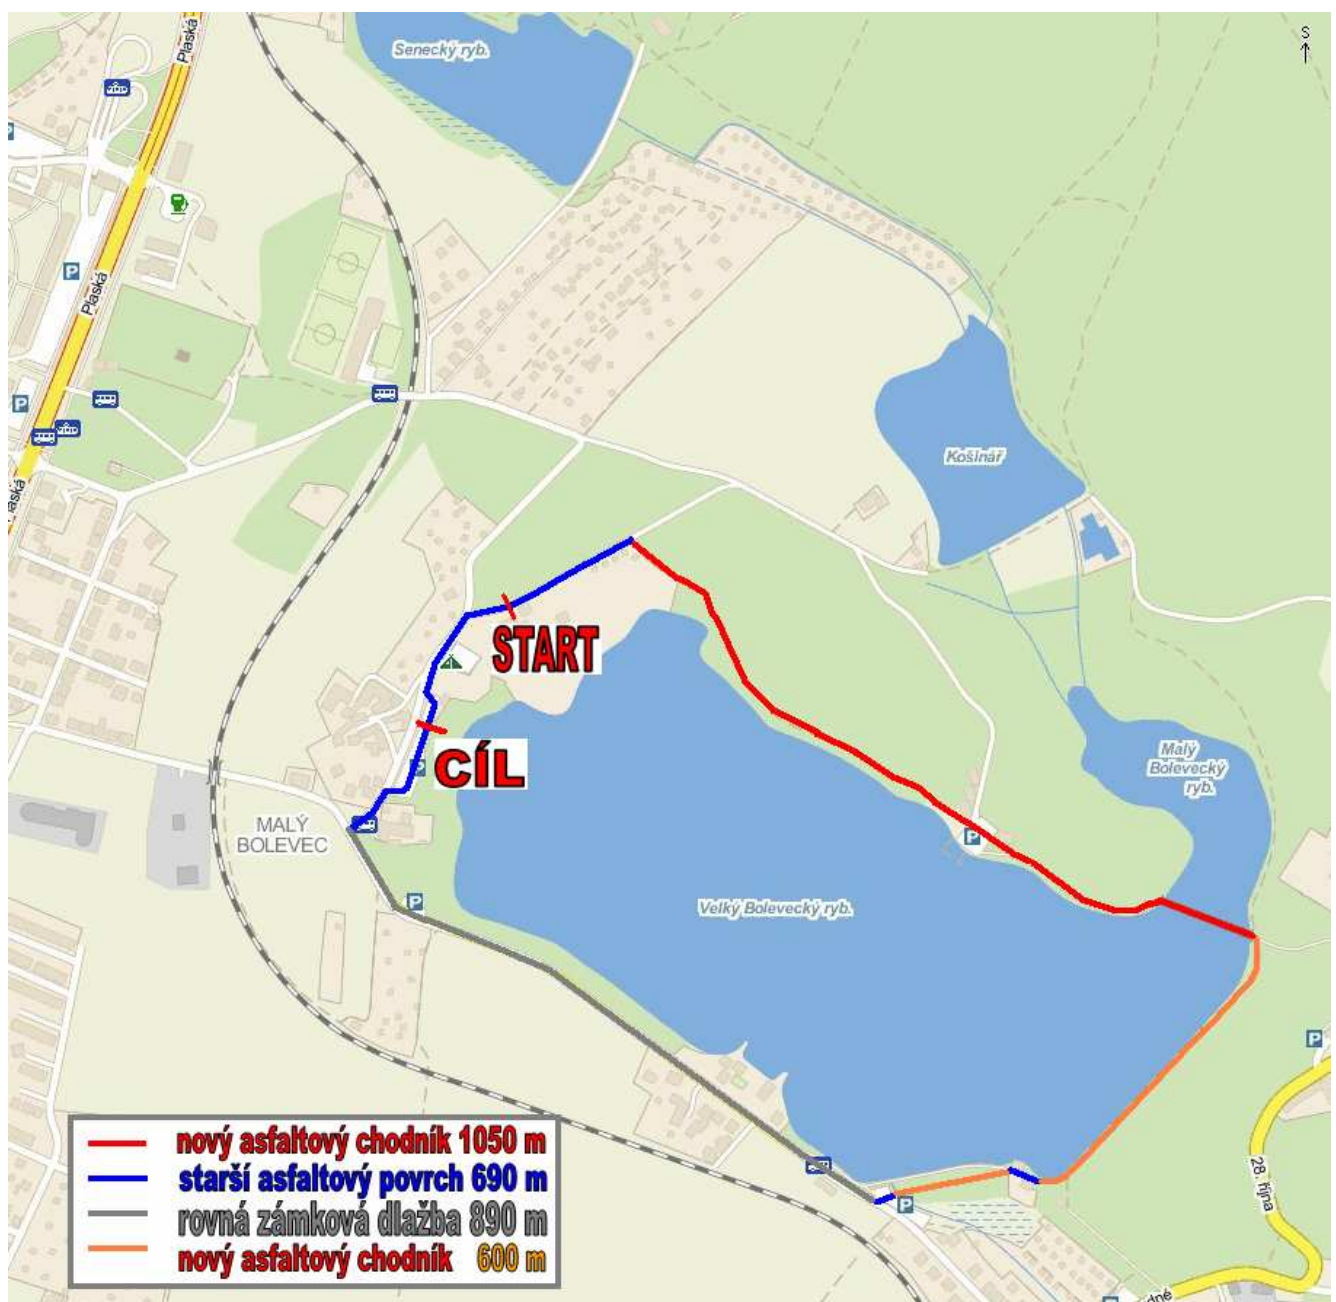 Plaská
Senecký ryb.
S
P
P
Plaská
P
Košinář
Plaská
START
CÍL
P
Malý
Bolevecký
ryb.
MALÝ
BOLEVEC
P
P
Velký Bolevecký ryb.
P
nový asfaltový chodník 1050 m
starší asfaltový povrch 690 m
rovná zámková dlažba 890 m
nový asfaltový chodník 600 m
P
28. října
P